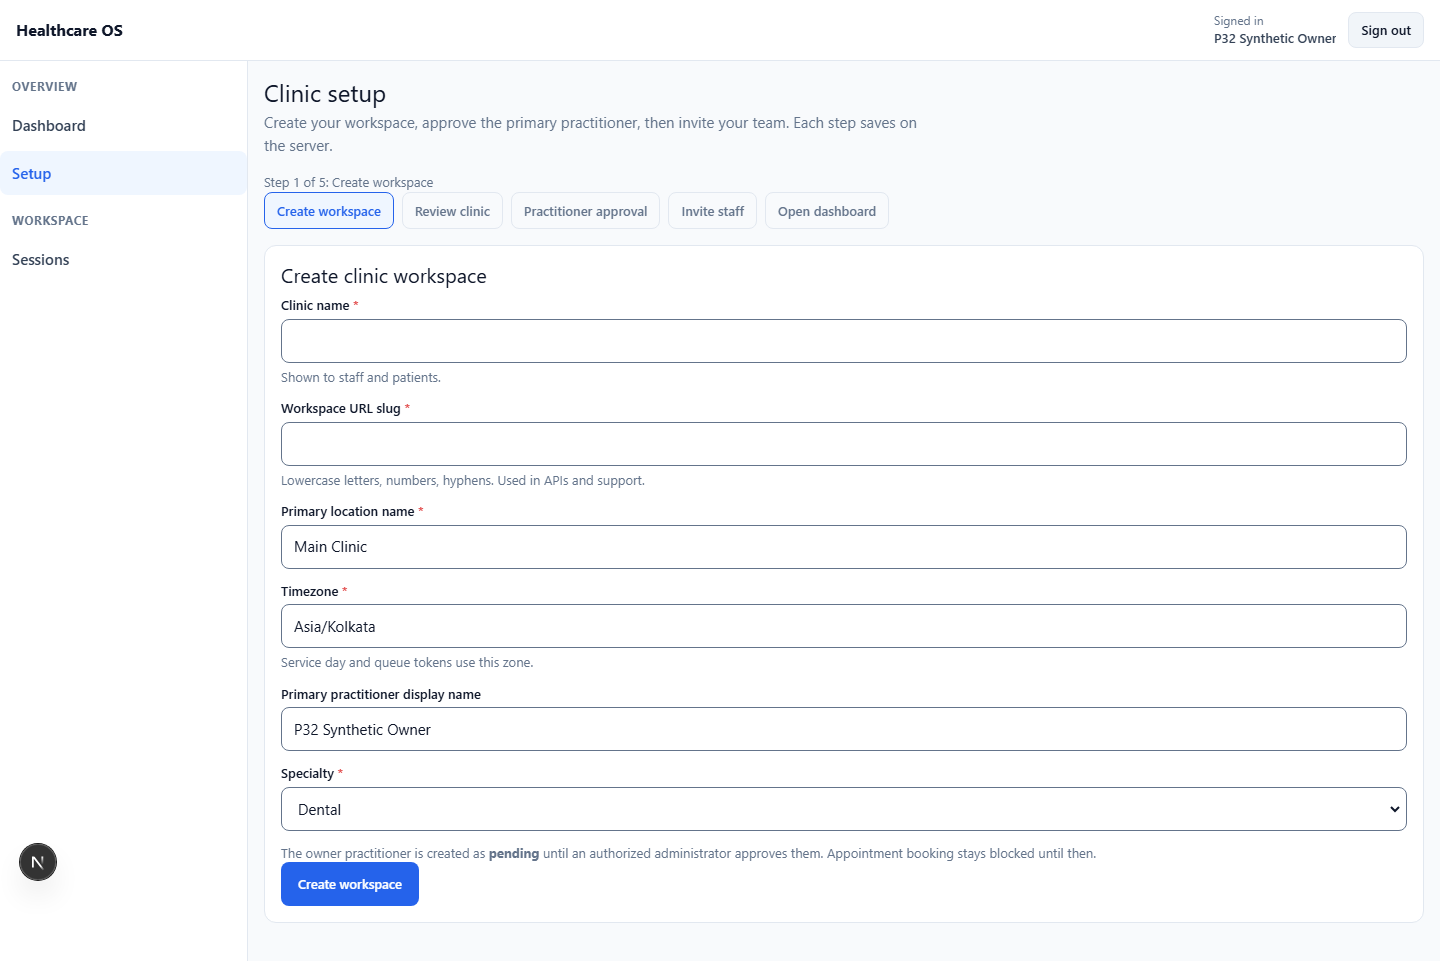 Healthcare OS
Signed in
P32 Synthetic Owner
Sign out
OVERVIEW
Dashboard
Setup
WORKSPACE
Sessions
Clinic setup
Create your workspace, approve the primary practitioner, then invite your team. Each step saves on
the server.
Step 1 of 5: Create workspace
Create workspace
Review clinic
Practitioner approval
Invite staff
Open dashboard
Create clinic workspace
Clinic name *
Shown to staff and patients.
Workspace URL slug *
Lowercase letters, numbers, hyphens. Used in APIs and support.
Primary location name *
Main Clinic
Timezone *
Asia/Kolkata
Service day and queue tokens use this zone.
Primary practitioner display name
P32 Synthetic Owner
Specialty *
Dental
The owner practitioner is created as pending until an authorized administrator approves them. Appointment booking stays blocked until then.
Create workspace
N